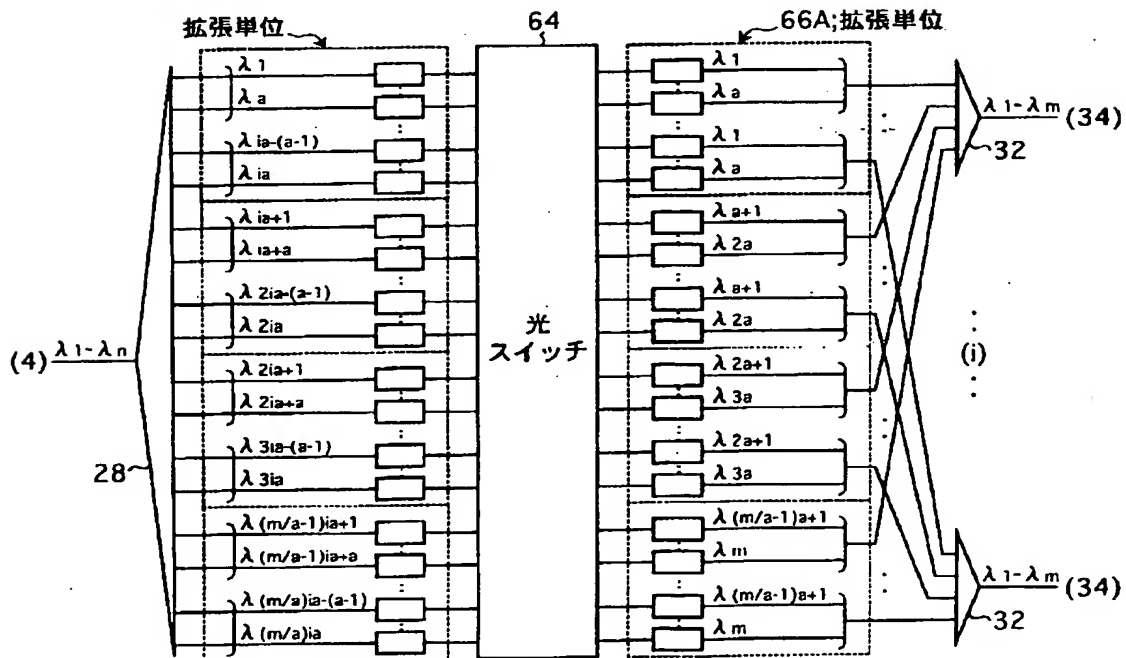 拡張単位
64
66A;拡張単位
(4) λ1-λn
28
λ1
λa
λia-(a-1)
λia
λia+1
λia+a
λ2ia-(a-1)
λ2ia
λ2ia+1
λ2ia+a
λ3ia-(a-1)
λ3ia
λ(m/a-1)ia+1
λ(m/a-1)ia+a
λ(m/a)ia-(a-1)
λ(m/a)ia
光
スイッチ
λ1
λa
λ1
λa
λa+1
λ2a
λa+1
λ2a
λ2a+1
λ3a
λ2a+1
λ3a
λ(m/a-1)a+1
λm
λ(m/a-1)a+1
λm
λ1-λm (34)
32
(i)
λ1-λm (34)
32